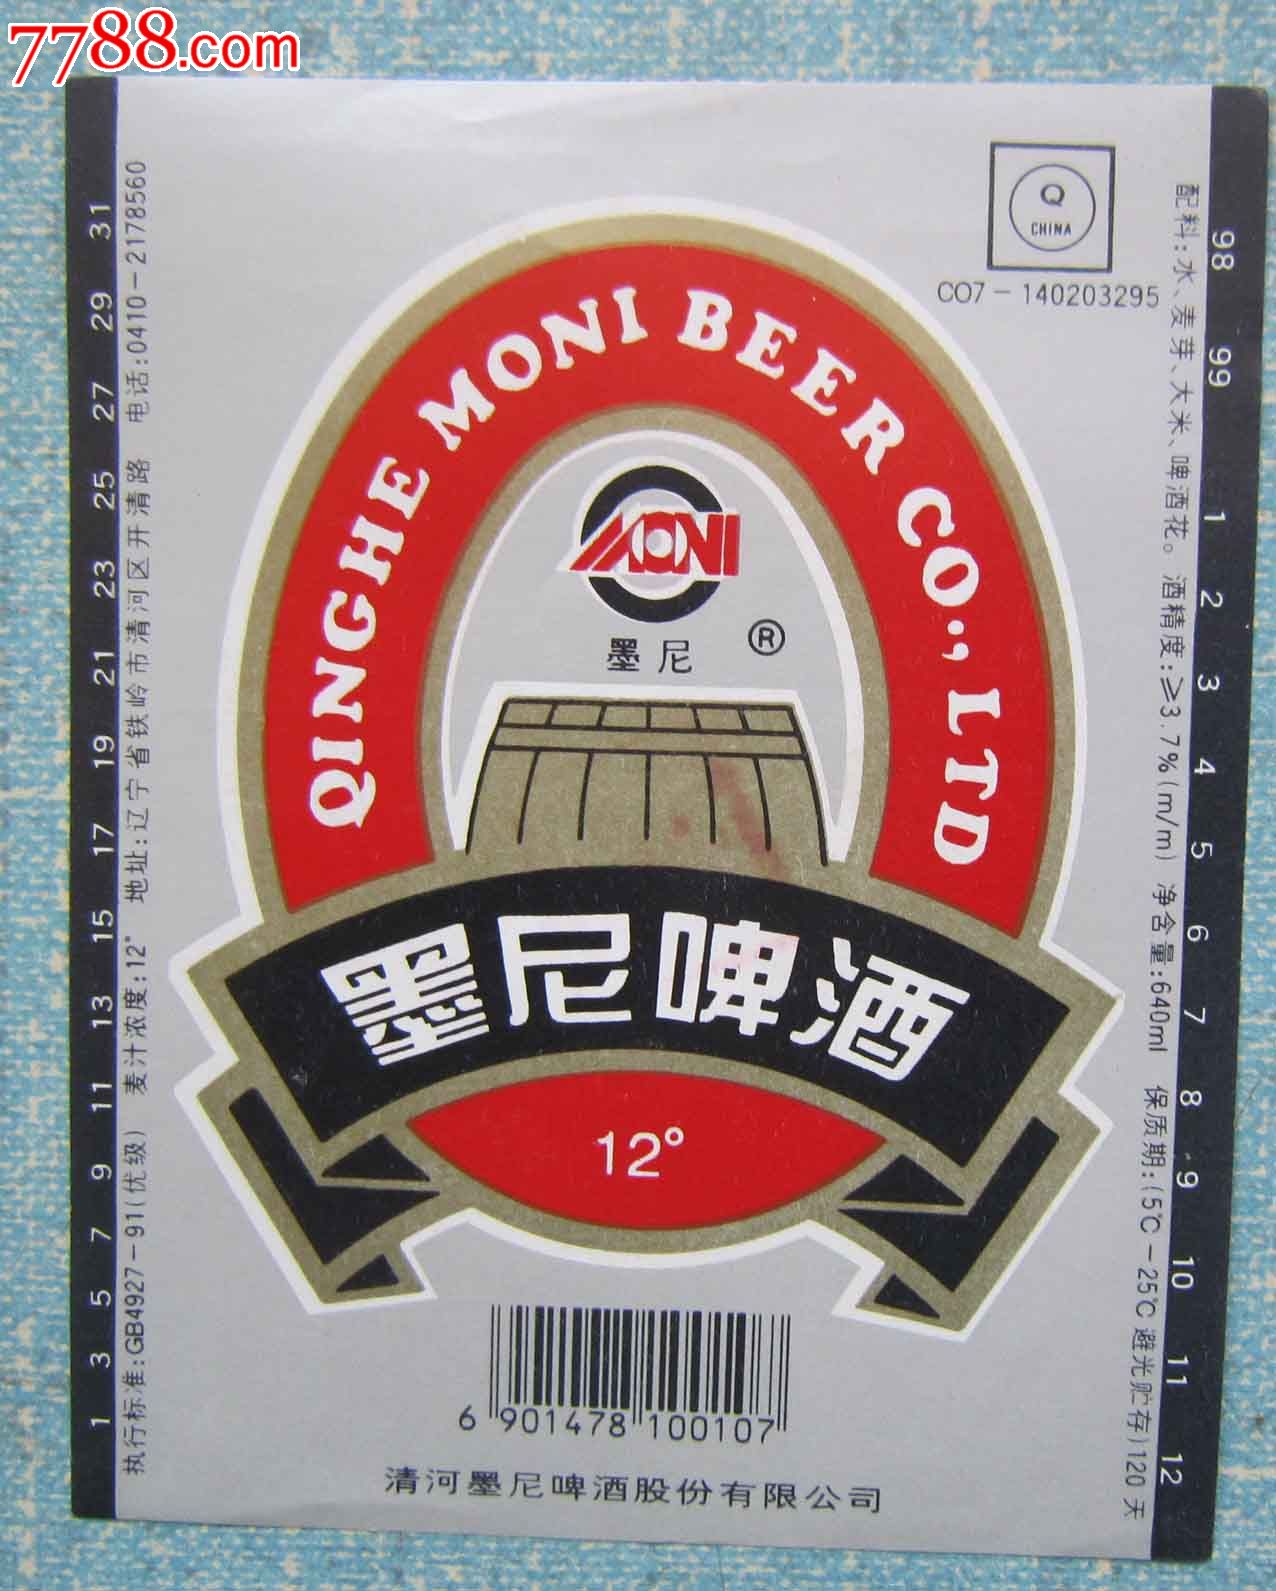 7788.com
Q
CHINA
C07-140203295
QINGHE MONI BEER CO., LTD
MONI
墨尼 ®
墨尼啤酒
12°
6 901478 100107
清河墨尼啤酒股份有限公司
执行标准:GB4927-91(优级) 麦汁浓度:12° 地址:辽宁省铁岭市清河区开清路 电话:0410-2178560
1 3 5 7 9 11 13 15 17 19 21 23 25 27 29 31
配料:水、麦芽、大米、啤酒花。酒精度:≥3.7%(m/m) 净含量:640ml 保质期:(5℃-25℃避光贮存)120天
98 99 1 2 3 4 5 6 7 8 9 10 11 12